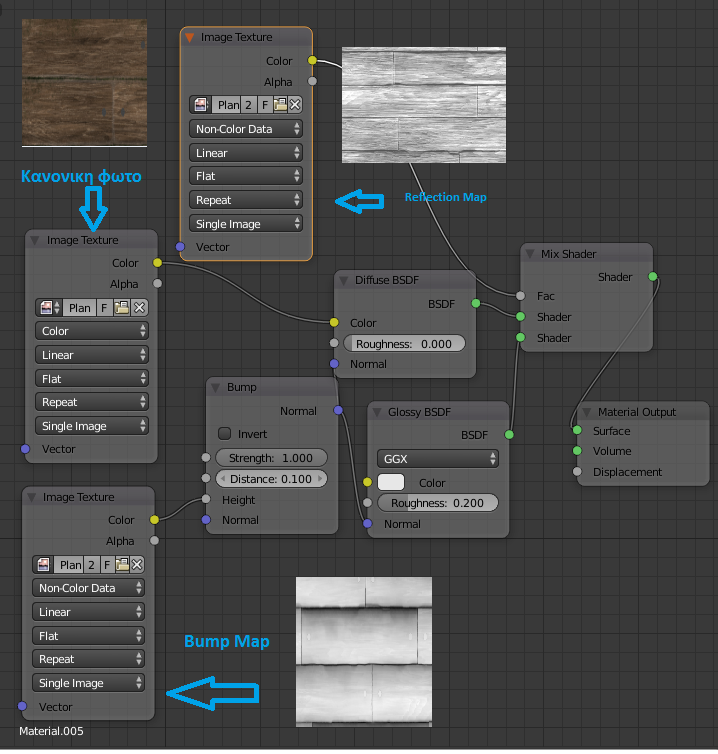 Image Texture
Color
Alpha
Plan 2 F
Non-Color Data
Linear
Flat
Repeat
Single Image
Vector
Κανονικη φωτο
Reflection Map
Image Texture
Color
Alpha
Plan F
Color
Linear
Flat
Repeat
Single Image
Vector
Diffuse BSDF
BSDF
Color
Roughness: 0.000
Normal
Mix Shader
Shader
Fac
Shader
Shader
Bump
Normal
Invert
Strength: 1.000
Distance: 0.100
Height
Normal
Glossy BSDF
BSDF
GGX
Color
Roughness: 0.200
Normal
Material Output
Surface
Volume
Displacement
Image Texture
Color
Alpha
Plan 2 F
Non-Color Data
Linear
Flat
Repeat
Single Image
Vector
Bump Map
Material.005